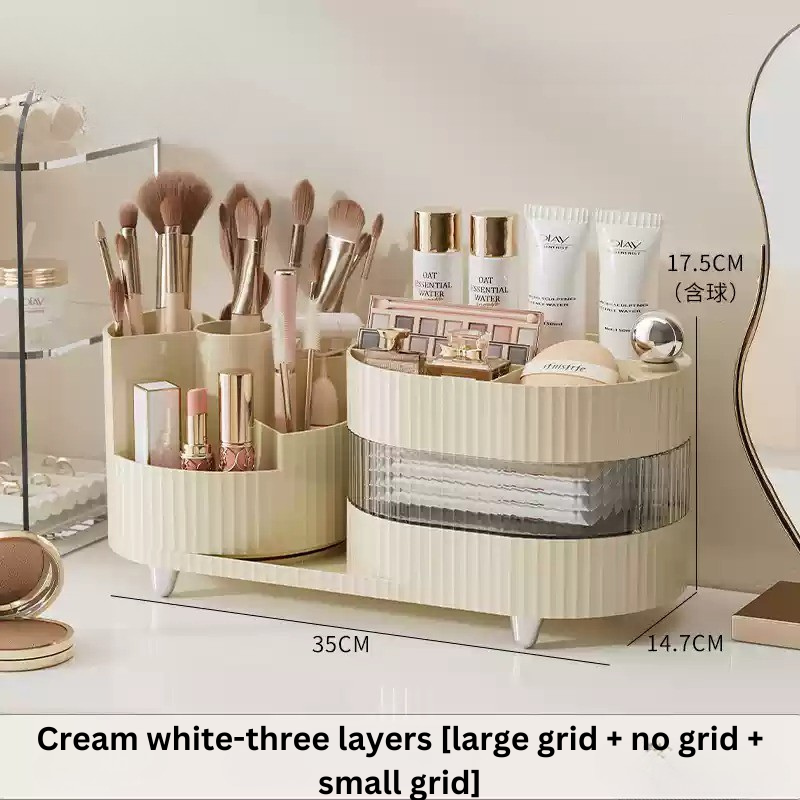 OAT
ESSENTIAL
WATER
OAT
ESSENTIAL
WATER
OLAY
OLAY
17.5CM
（含球）
innisfree
35CM
14.7CM
Cream white-three layers [large grid + no grid +
small grid]